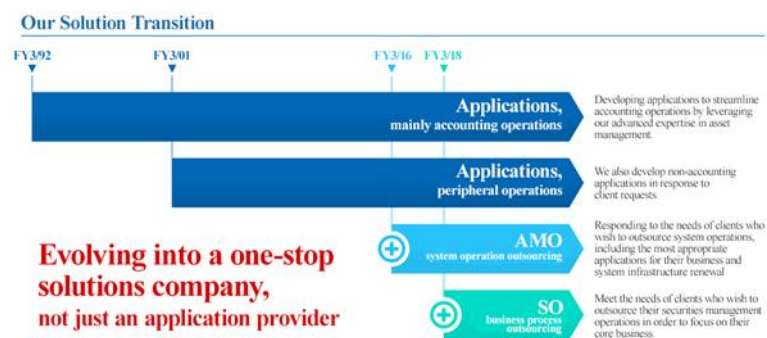 Our Solution Transition
FY3/92
FY3/01
FY3/16
FY3/18
Applications,
mainly accounting operations
Developing applications to streamline
accounting operations by leveraging
our advanced expertise in asset
management.
Applications,
peripheral operations
We also develop non-accounting
applications in response to
client requests.
AMO
system operation outsourcing
Responding to the needs of clients who
wish to outsource system operations,
including the most appropriate
applications for their business and
system infrastructure renewal
Evolving into a one-stop
solutions company,
not just an application provider
SO
business process
outsourcing
Meet the needs of clients who wish to
outsource their securities management
operations in order to focus on their
core business.